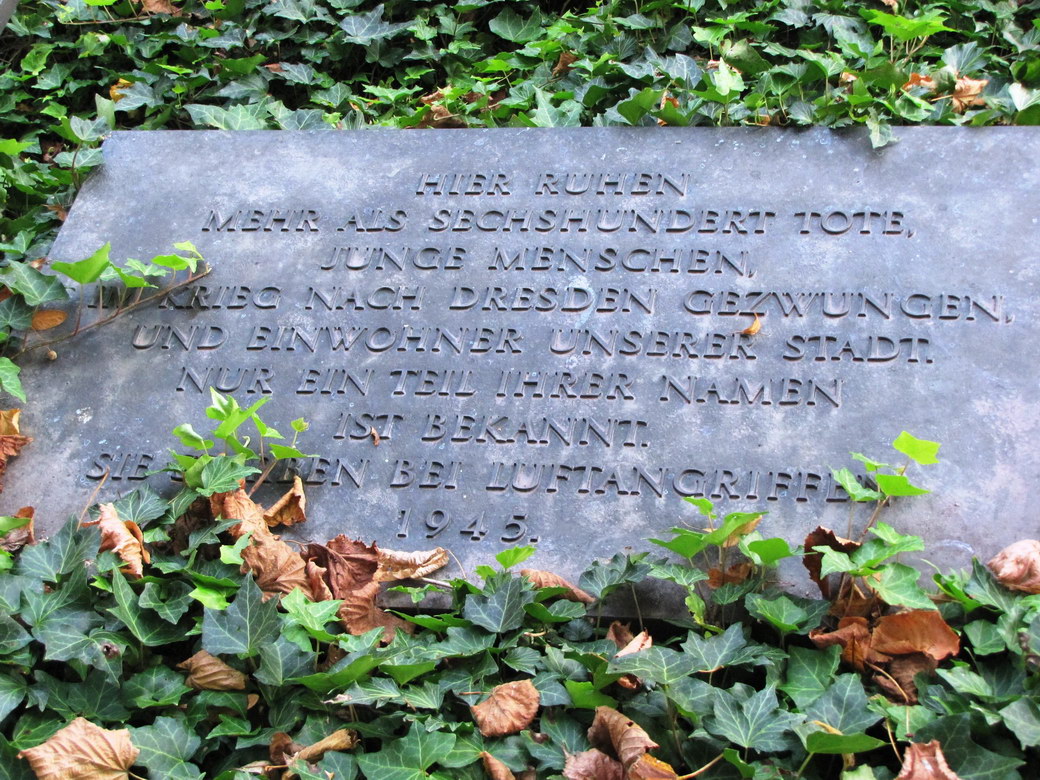 HIER RUHEN
MEHR ALS SECHSHUNDERT TOTE,
JUNGE MENSCHEN,
KRIEG NACH DRESDEN GEZWUNGEN,
UND EINWOHNER UNSERER STADT.
NUR EIN TEIL IHRER NAMEN
IST BEKANNT.
SIE STARBEN BEI LUFTANGRIFFEN
1945.